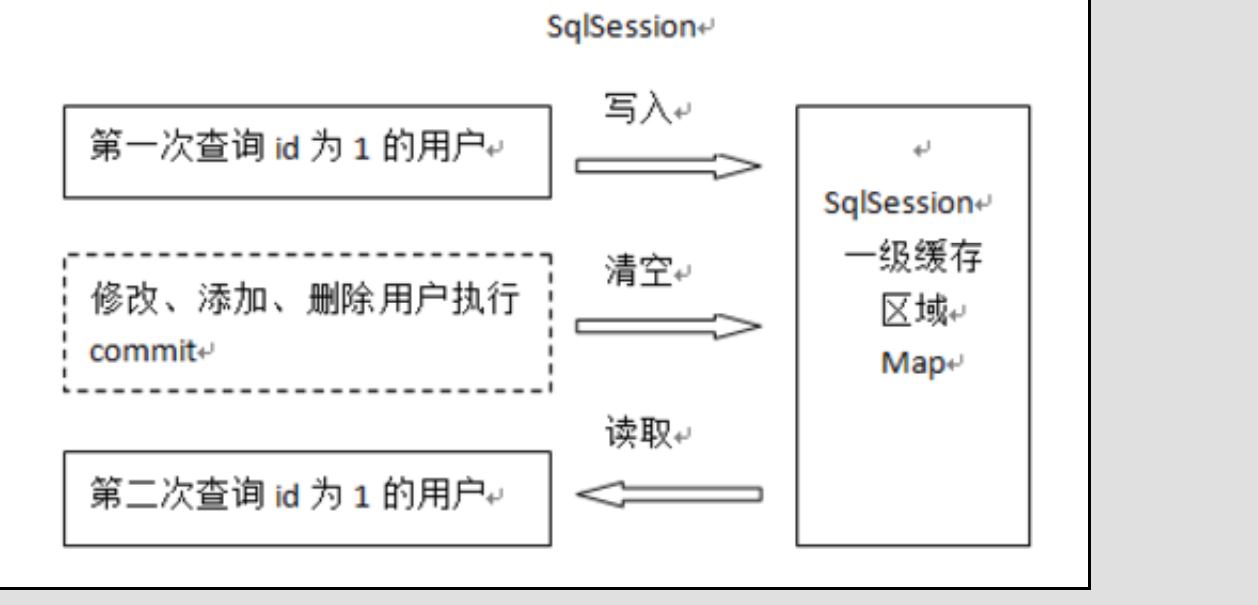 SqlSession↵
第一次查询 id 为 1 的用户↵
写入↵
修改、添加、删除用户执行
commit↵
清空↵
第二次查询 id 为 1 的用户↵
读取↵
↵
SqlSession↵
一级缓存
区域↵
Map↵